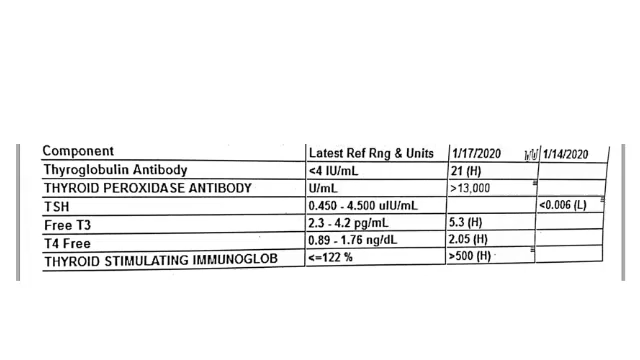 Component Latest Ref Rng & Units 1/17/2020 1/14/2020
Thyroglobulin Antibody <4 IU/mL 21 (H)
THYROID PEROXIDASE ANTIBODY U/mL >13,000
TSH 0.450 - 4.500 uIU/mL <0.006 (L)
Free T3 2.3 - 4.2 pg/mL 5.3 (H)
T4 Free 0.89 - 1.76 ng/dL 2.05 (H)
THYROID STIMULATING IMMUNOGLOB <=122 % >500 (H)